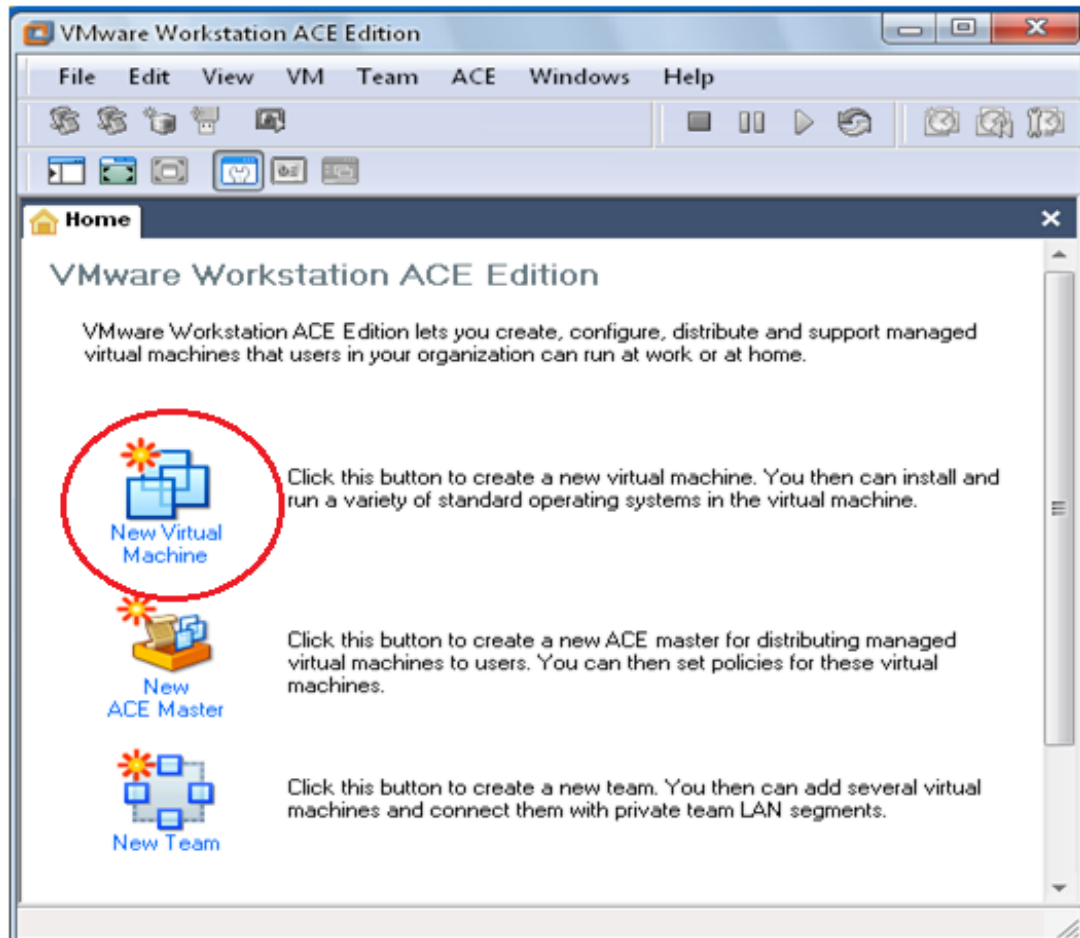 VMware Workstation ACE Edition
File Edit View VM Team ACE Windows Help
Home
VMware Workstation ACE Edition
VMware Workstation ACE Edition lets you create, configure, distribute and support managed
virtual machines that users in your organization can run at work or at home.
New Virtual
Machine
Click this button to create a new virtual machine. You then can install and
run a variety of standard operating systems in the virtual machine.
New
ACE Master
Click this button to create a new ACE master for distributing managed
virtual machines to users. You can then set policies for these virtual
machines.
New Team
Click this button to create a new team. You then can add several virtual
machines and connect them with private team LAN segments.